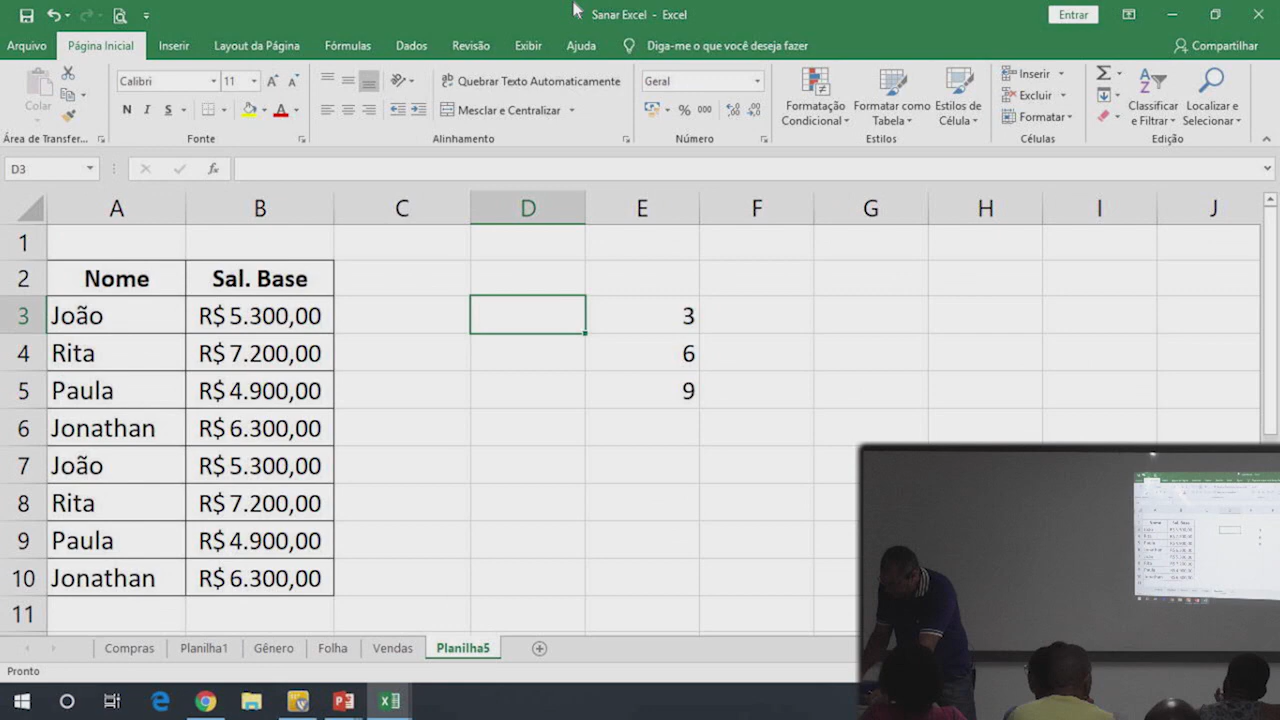 Sanar Excel - Excel
Entrar
Arquivo
Página Inicial
Inserir
Layout da Página
Fórmulas
Dados
Revisão
Exibir
Ajuda
Diga-me o que você deseja fazer
Compartilhar
Colar
Área de Transfer...
Calibri
11
N I S
A
Fonte
Quebrar Texto Automaticamente
Mesclar e Centralizar
Alinhamento
Geral
% 000
Número
Formatação Condicional
Formatar como Tabela
Estilos de Célula
Estilos
Inserir
Excluir
Formatar
Células
Classificar e Filtrar
Localizar e Selecionar
Edição
D3
fx
A B C D E F G H I J
1
2 Nome Sal. Base
3 João R$ 5.300,00 3
4 Rita R$ 7.200,00 6
5 Paula R$ 4.900,00 9
6 Jonathan R$ 6.300,00
7 João R$ 5.300,00
8 Rita R$ 7.200,00
9 Paula R$ 4.900,00
10 Jonathan R$ 6.300,00
11
Compras
Planilha1
Gênero
Folha
Vendas
Planilha5
Pronto